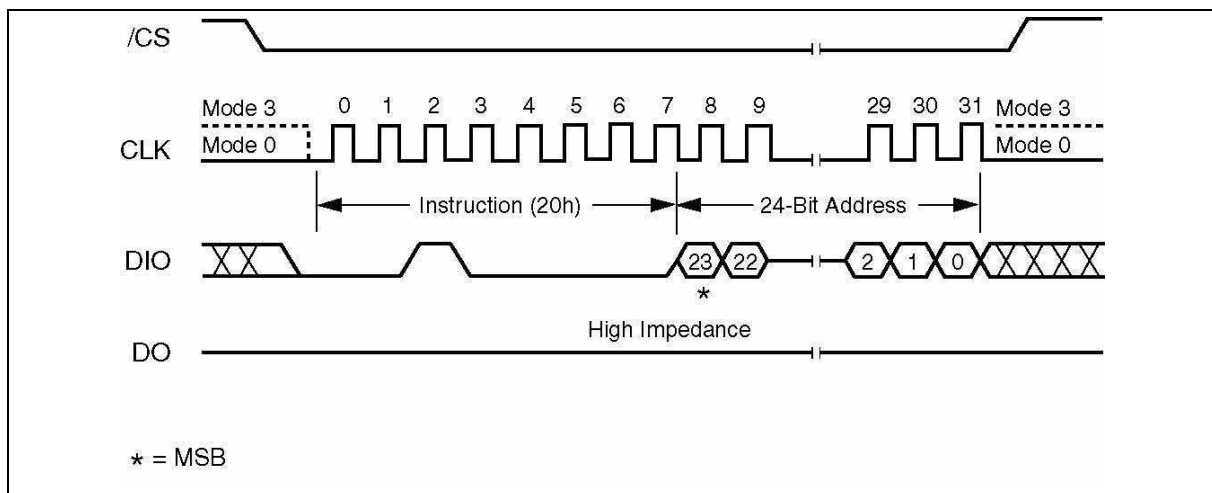 /CS
Mode 3 0 1 2 3 4 5 6 7 8 9 29 30 31 Mode 3
CLK Mode 0 Mode 0
Instruction (20h) 24-Bit Address
DIO 23 22 2 1 0
*
High Impedance
DO
* = MSB